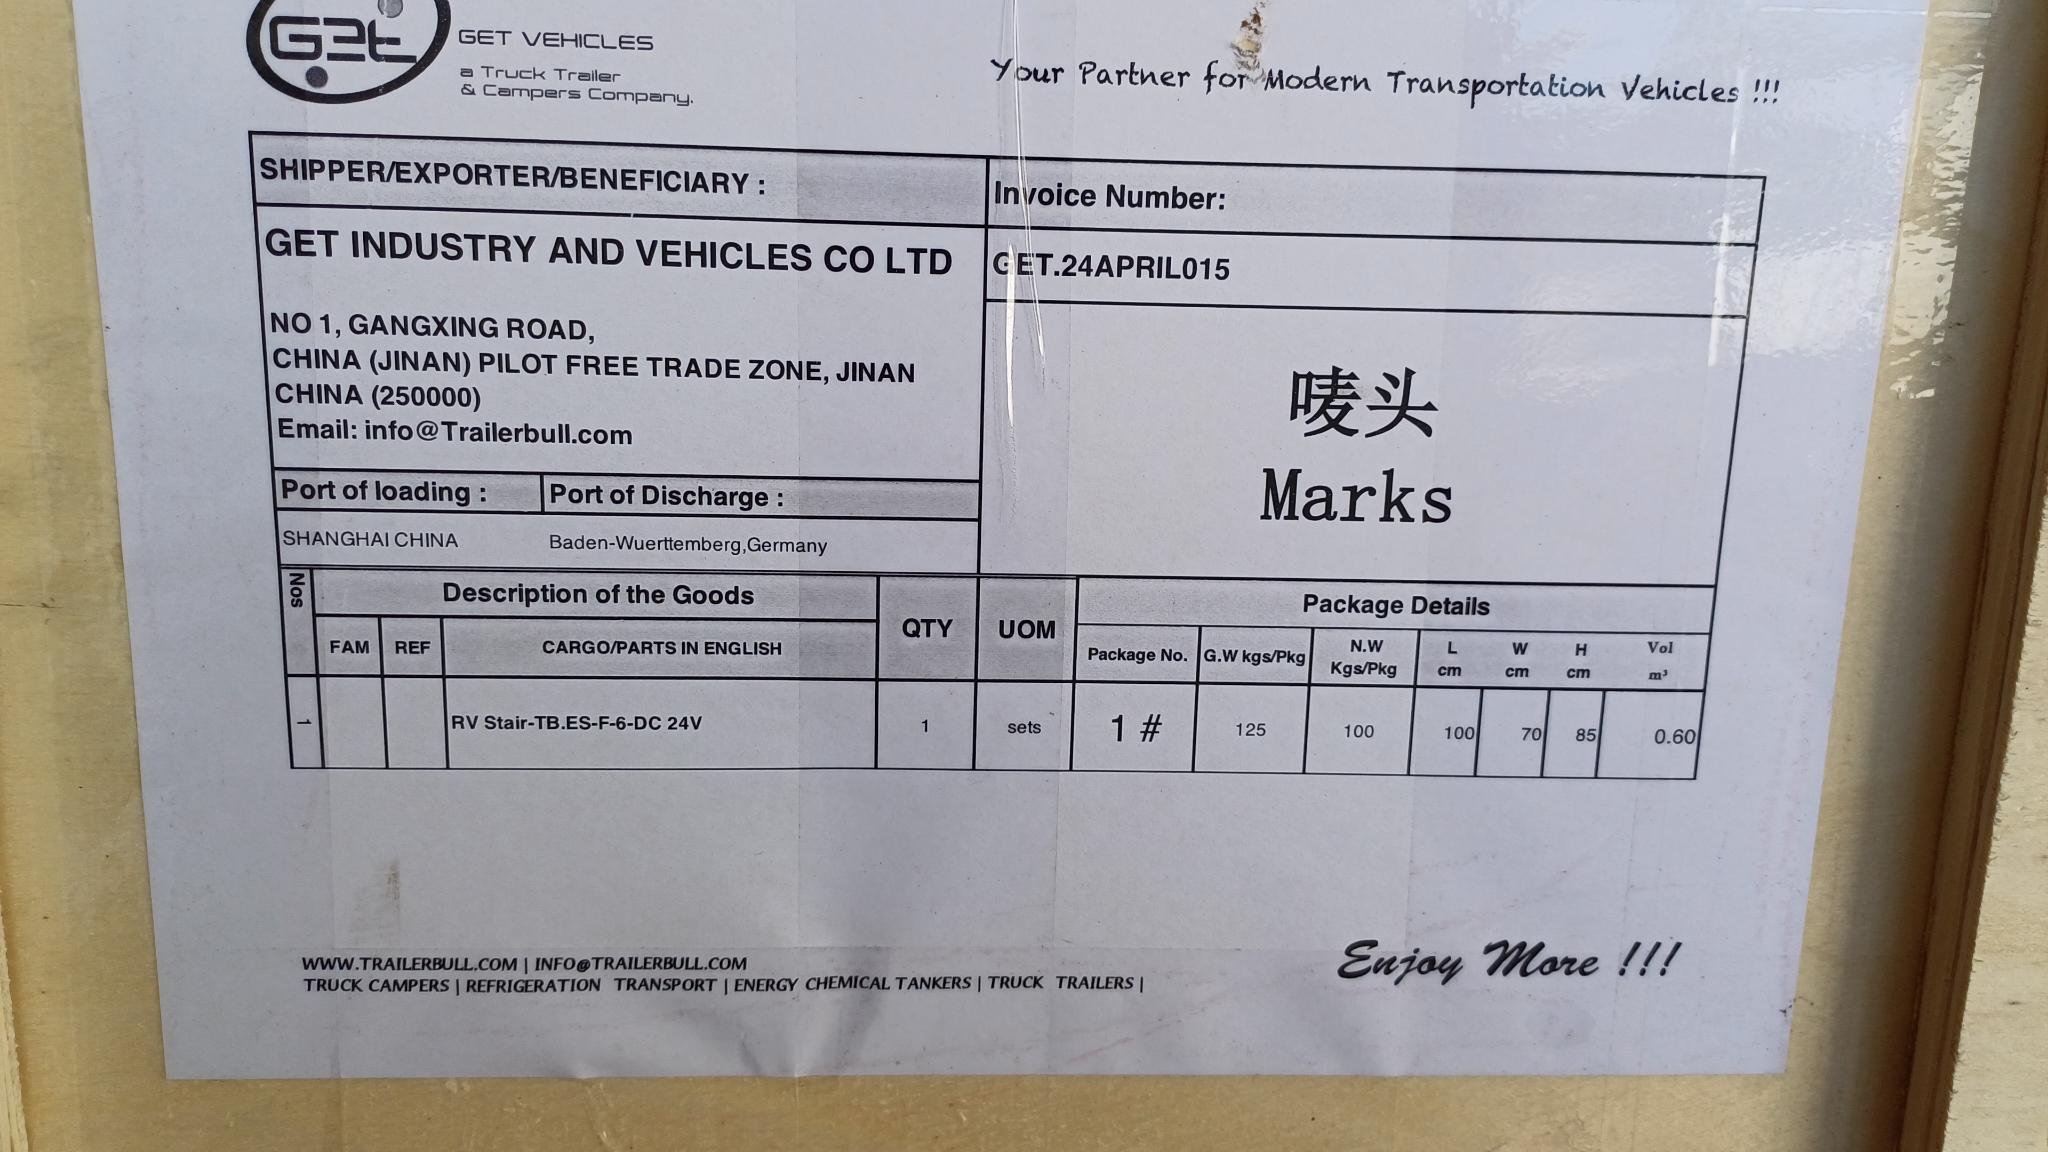 Get
GET VEHICLES
a Truck Trailer
& Campers Company.
Your Partner for Modern Transportation Vehicles !!!
SHIPPER/EXPORTER/BENEFICIARY :
Invoice Number:
GET INDUSTRY AND VEHICLES CO LTD
GET.24APRIL015
NO 1, GANGXING ROAD,
CHINA (JINAN) PILOT FREE TRADE ZONE, JINAN
CHINA (250000)
Email: info@Trailerbull.com
唛头
Marks
Port of loading : Port of Discharge :
SHANGHAI CHINA Baden-Wuerttemberg,Germany
Nos Description of the Goods QTY UOM Package Details
FAM REF CARGO/PARTS IN ENGLISH Package No. G.W kgs/Pkg N.W Kgs/Pkg L cm W cm H cm Vol m³
1 RV Stair-TB.ES-F-6-DC 24V 1 sets 1 # 125 100 100 70 85 0.60
WWW.TRAILERBULL.COM | INFO@TRAILERBULL.COM
TRUCK CAMPERS | REFRIGERATION TRANSPORT | ENERGY CHEMICAL TANKERS | TRUCK TRAILERS |
Enjoy More !!!